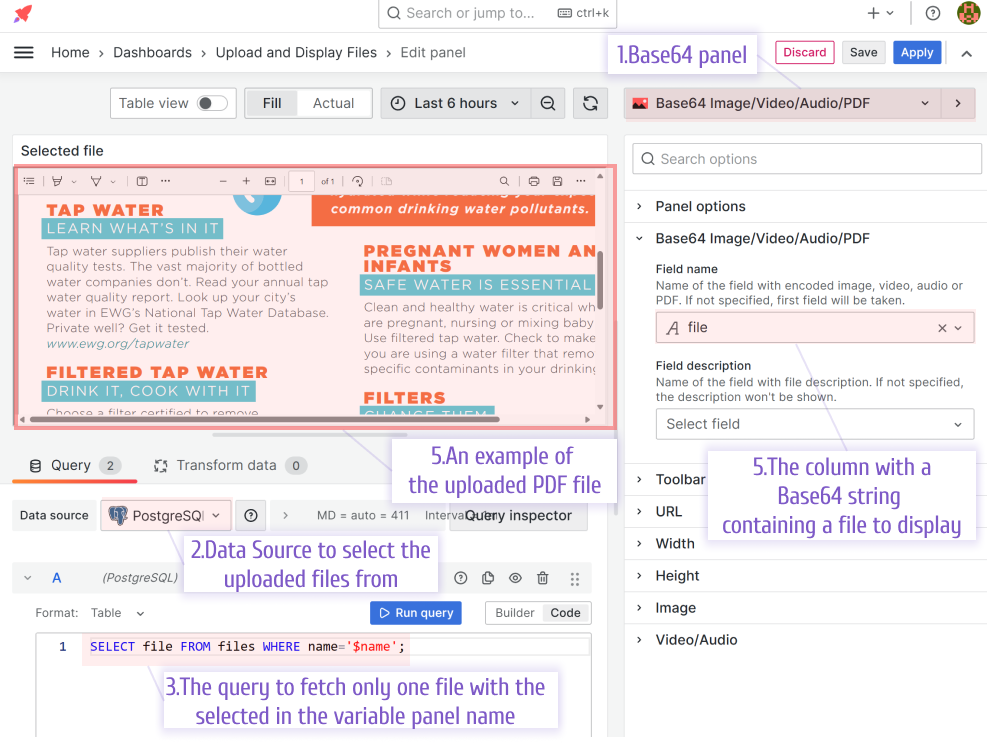 Search or jump to...
ctrl+k
Home › Dashboards › Upload and Display Files › Edit panel
1.Base64 panel
Discard
Save
Apply
Table view
Fill
Actual
Last 6 hours
Base64 Image/Video/Audio/PDF
Selected file
1 of 1
TAP WATER
LEARN WHAT'S IN IT
Tap water suppliers publish their water
quality tests. The vast majority of bottled
water companies don't. Read your annual tap
water quality report. Look up your city's
water in EWG's National Tap Water Database.
Private well? Get it tested.
www.ewg.org/tapwater
FILTERED TAP WATER
DRINK IT, COOK WITH IT
Choose a filter certified to remove
common drinking water pollutants.
PREGNANT WOMEN AN
INFANTS
SAFE WATER IS ESSENTIAL
Clean and healthy water is critical wh
are pregnant, nursing or mixing baby
Use filtered tap water. Check to make
you are using a water filter that remo
specific contaminants in your drinking
FILTERS
CHANGE THEM
5.An example of
the uploaded PDF file
Query 2
Transform data 0
Data source
PostgreSQl
MD = auto = 411
Interval
Query inspector
2.Data Source to select the
uploaded files from
A
(PostgreSQL)
Format: Table
Run query
Builder
Code
1 SELECT file FROM files WHERE name='$name';
3.The query to fetch only one file with the
selected in the variable panel name
Search options
Panel options
Base64 Image/Video/Audio/PDF
Field name
Name of the field with encoded image, video, audio or
PDF. If not specified, first field will be taken.
file
Field description
Name of the field with file description. If not specified,
the description won't be shown.
Select field
5.The column with a
Base64 string
containing a file to display
Toolbar
URL
Width
Height
Image
Video/Audio